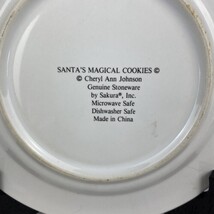 SANTA'S MAGICAL COOKIES ©
© Cheryl Ann Johnson
Genuine Stoneware
by Sakura®, Inc.
Microwave Safe
Dishwasher Safe
Made in China